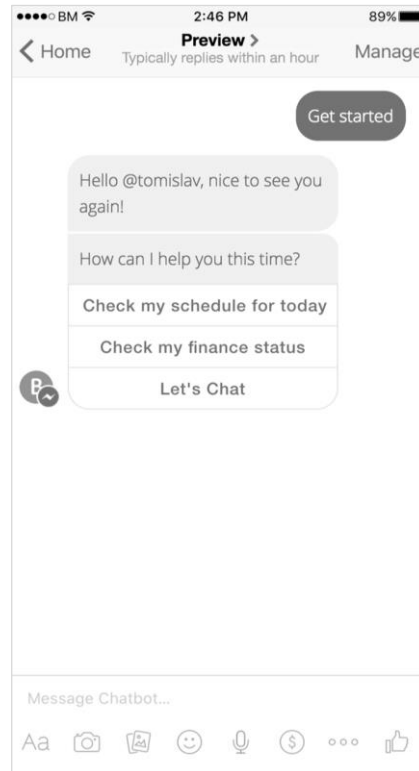 BM 2:46 PM 89%
Home Preview > Manage
Typically replies within an hour
Get started
Hello @tomislav, nice to see you
again!
How can I help you this time?
Check my schedule for today
Check my finance status
B
Let's Chat
Message Chatbot...
Aa $